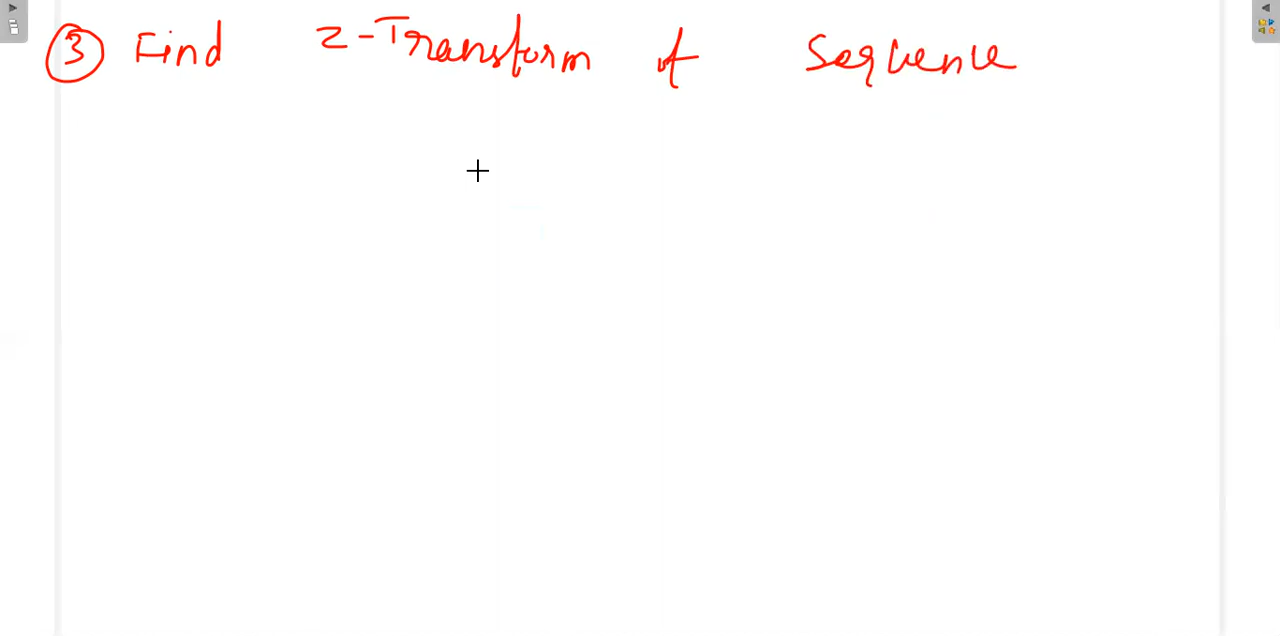 ③ Find Z-Transform of Sequence